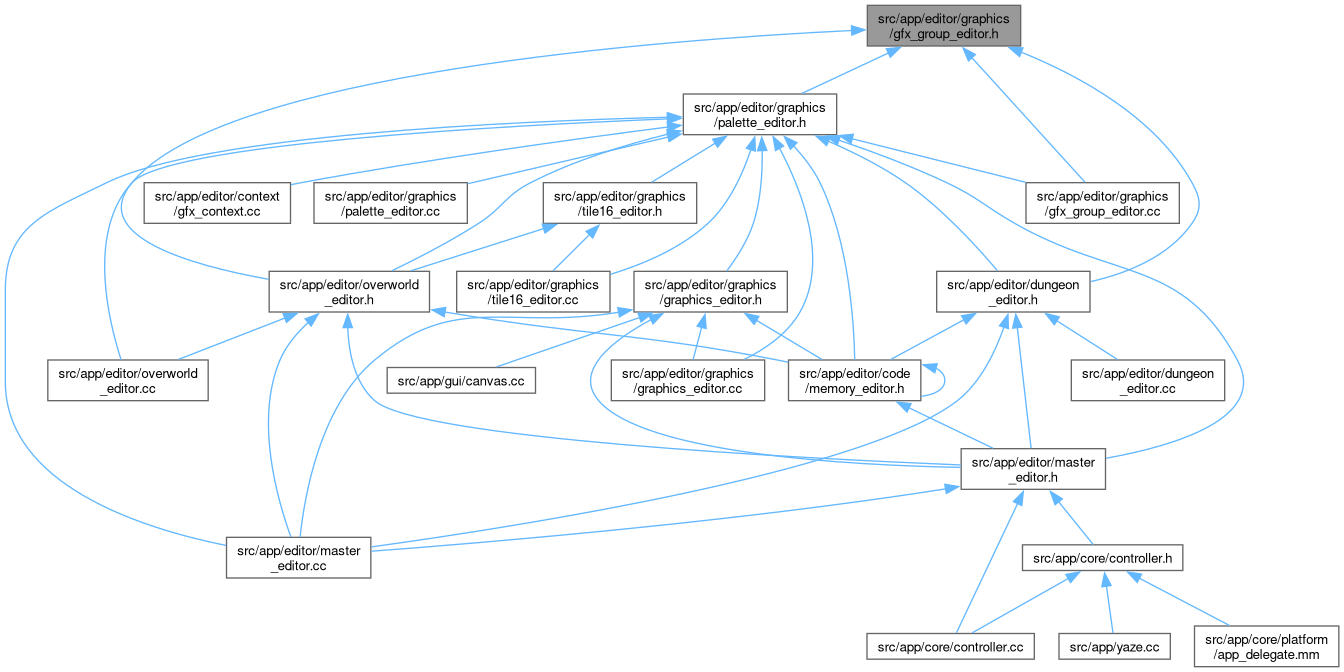 src/app/editor/graphics
/gfx_group_editor.h
src/app/editor/graphics
/palette_editor.h
src/app/editor/context
/gfx_context.cc
src/app/editor/graphics
/palette_editor.cc
src/app/editor/graphics
/tile16_editor.h
src/app/editor/graphics
/gfx_group_editor.cc
src/app/editor/overworld
_editor.h
src/app/editor/graphics
/tile16_editor.cc
src/app/editor/graphics
/graphics_editor.h
src/app/editor/dungeon
_editor.h
src/app/editor/overworld
_editor.cc
src/app/gui/canvas.cc
src/app/editor/graphics
/graphics_editor.cc
src/app/editor/code
/memory_editor.h
src/app/editor/dungeon
_editor.cc
src/app/editor/master
_editor.h
src/app/editor/master
_editor.cc
src/app/core/controller.h
src/app/core/controller.cc
src/app/yaze.cc
src/app/core/platform
/app_delegate.mm